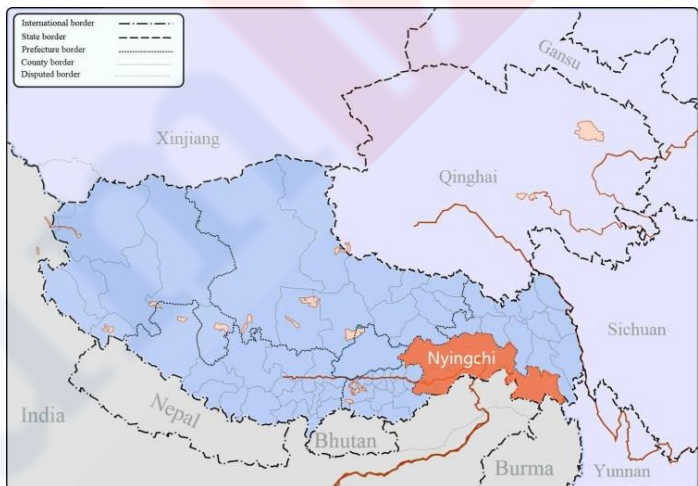 International border
State border
Prefecture border
County border
Disputed border
Gansu
Xinjiang
Qinghai
Sichuan
Nyingchi
India
Nepal
Bhutan
Burma
Yunnan